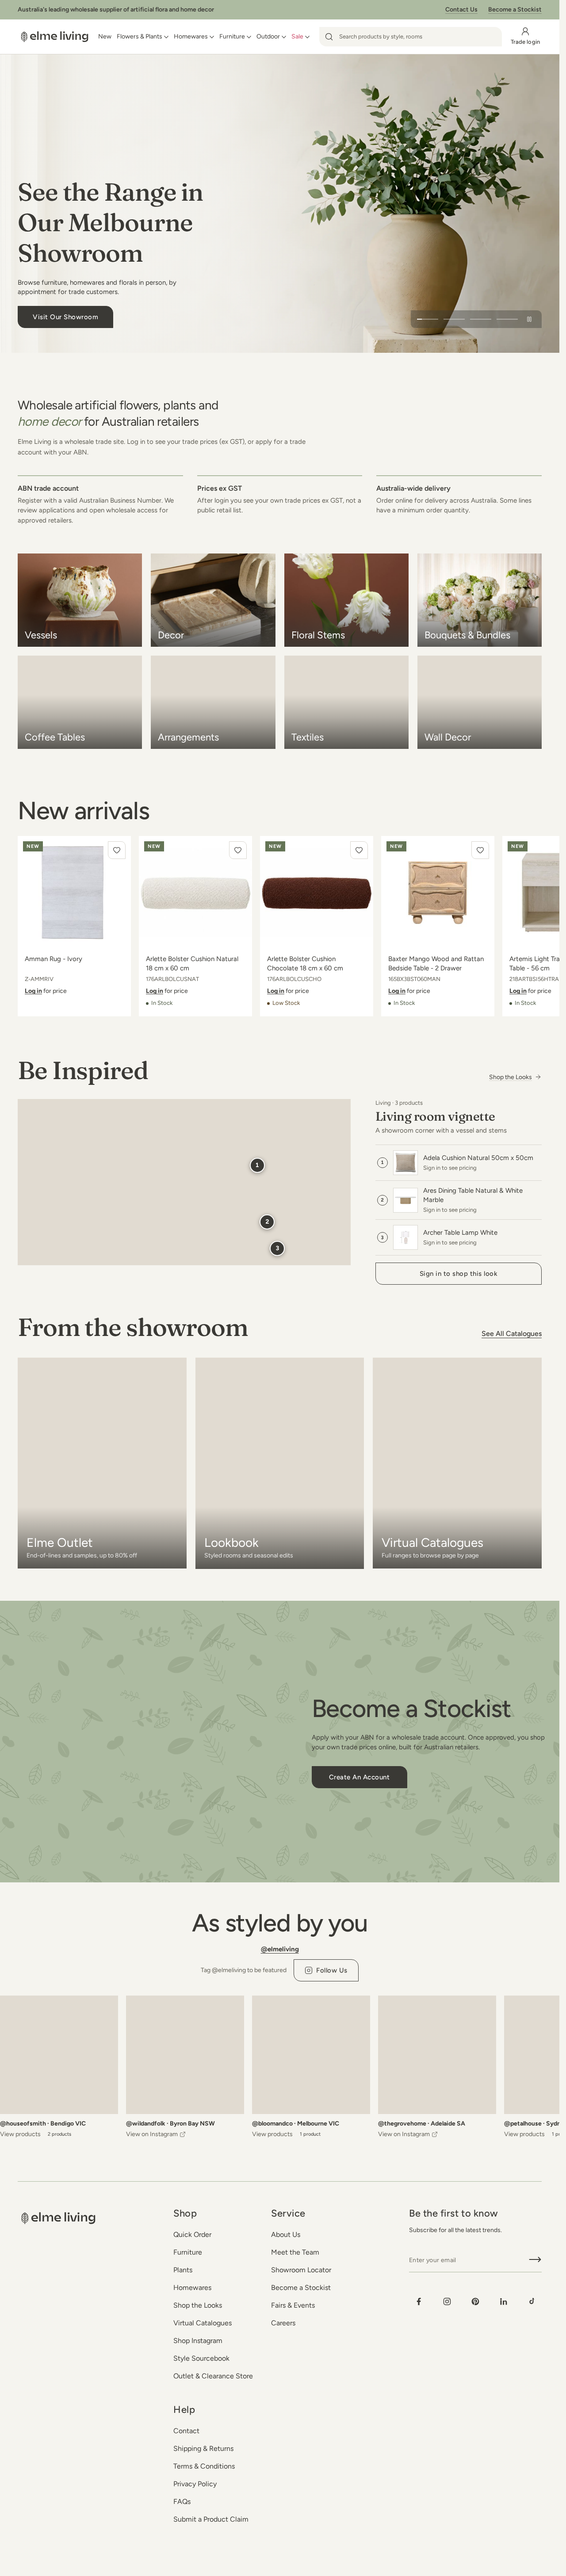 Australia's leading wholesale supplier of artificial flora and home decor
Contact Us
Become a Stockist
elme living
New
Flowers & Plants
Homewares
Furniture
Outdoor
Sale
Search products by style, rooms
Trade login
See the Range in
Our Melbourne
Showroom
Browse furniture, homewares and florals in person, by
appointment for trade customers.
Visit Our Showroom
Wholesale artificial flowers, plants and
home decor for Australian retailers
Elme Living is a wholesale trade site. Log in to see your trade prices (ex GST), or apply for a trade
account with your ABN.
ABN trade account
Register with a valid Australian Business Number. We
review applications and open wholesale access for
approved retailers.
Prices ex GST
After login you see your own trade prices ex GST, not a
public retail list.
Australia-wide delivery
Order online for delivery across Australia. Some lines
have a minimum order quantity.
Vessels
Decor
Floral Stems
Bouquets & Bundles
Coffee Tables
Arrangements
Textiles
Wall Decor
New arrivals
NEW
Amman Rug - Ivory
Z-AMMRIV
Log in for price
NEW
Arlette Bolster Cushion Natural
18 cm x 60 cm
176ARLBOLCUSNAT
Log in for price
In Stock
NEW
Arlette Bolster Cushion
Chocolate 18 cm x 60 cm
176ARLBOLCUSCHO
Log in for price
Low Stock
NEW
Baxter Mango Wood and Rattan
Bedside Table - 2 Drawer
165BX3BST060MAN
Log in for price
In Stock
NEW
Artemis Light Tra
Table - 56 cm
218ARTBSI56HTRA
Log in for price
In Stock
Be Inspired
Shop the Looks
1
2
3
Living · 3 products
Living room vignette
A showroom corner with a vessel and stems
1
Adela Cushion Natural 50cm x 50cm
Sign in to see pricing
2
Ares Dining Table Natural & White
Marble
Sign in to see pricing
3
Archer Table Lamp White
Sign in to see pricing
Sign in to shop this look
From the showroom
See All Catalogues
Elme Outlet
End-of-lines and samples, up to 80% off
Lookbook
Styled rooms and seasonal edits
Virtual Catalogues
Full ranges to browse page by page
Become a Stockist
Apply with your ABN for a wholesale trade account. Once approved, you shop
your own trade prices online, built for Australian retailers.
Create An Account
As styled by you
@elmeliving
Tag @elmeliving to be featured
Follow Us
@houseofsmith · Bendigo VIC
View products
2 products
@wildandfolk · Byron Bay NSW
View on Instagram
@bloomandco · Melbourne VIC
View products
1 product
@thegrovehome · Adelaide SA
View on Instagram
@petalhouse · Sydn
View products
1 p
elme living
Shop
Quick Order
Furniture
Plants
Homewares
Shop the Looks
Virtual Catalogues
Shop Instagram
Style Sourcebook
Outlet & Clearance Store
Service
About Us
Meet the Team
Showroom Locator
Become a Stockist
Fairs & Events
Careers
Help
Contact
Shipping & Returns
Terms & Conditions
Privacy Policy
FAQs
Submit a Product Claim
Be the first to know
Subscribe for all the latest trends.
Enter your email